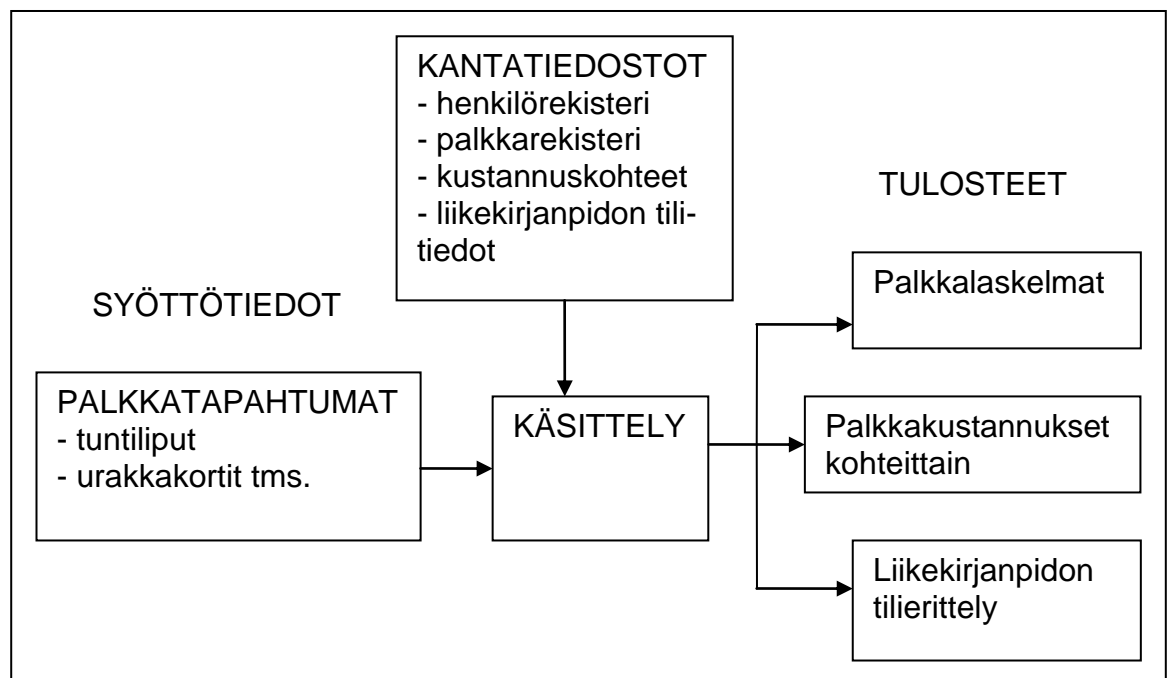 KANTATIEDOSTOT
- henkilörekisteri
- palkkarekisteri
- kustannuskohteet
- liikekirjanpidon tili-
tiedot
SYÖTTÖTIEDOT
PALKKATAPAHTUMAT
- tuntiliput
- urakkakortit tms.
KÄSITTELY
TULOSTEET
Palkkalaskelmat
Palkkakustannukset
kohteittain
Liikekirjanpidon
tilierittely